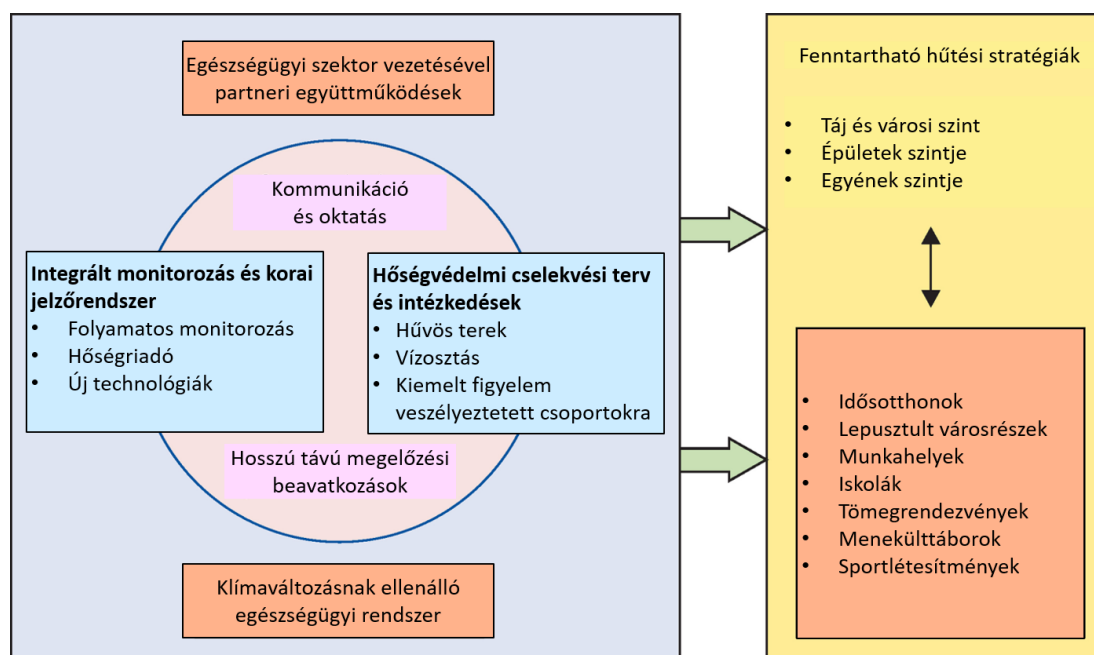 Egészségügyi szektor vezetésével
partneri együttműködések
Kommunikáció
és oktatás
Integrált monitorozás és korai
jelzőrendszer
• Folyamatos monitorozás
• Hőségriadó
• Új technológiák
Hőségvédelmi cselekvési terv
és intézkedések
• Hűvös terek
• Vízosztás
• Kiemelt figyelem
veszélyeztetett csoportokra
Hosszú távú megelőzési
beavatkozások
Klímaváltozásnak ellenálló
egészségügyi rendszer
Fenntartható hűtési stratégiák
• Táj és városi szint
• Épületek szintje
• Egyének szintje
• Idősotthonok
• Lepusztult városrészek
• Munkahelyek
• Iskolák
• Tömegrendezvények
• Menekülttáborok
• Sportlétesítmények